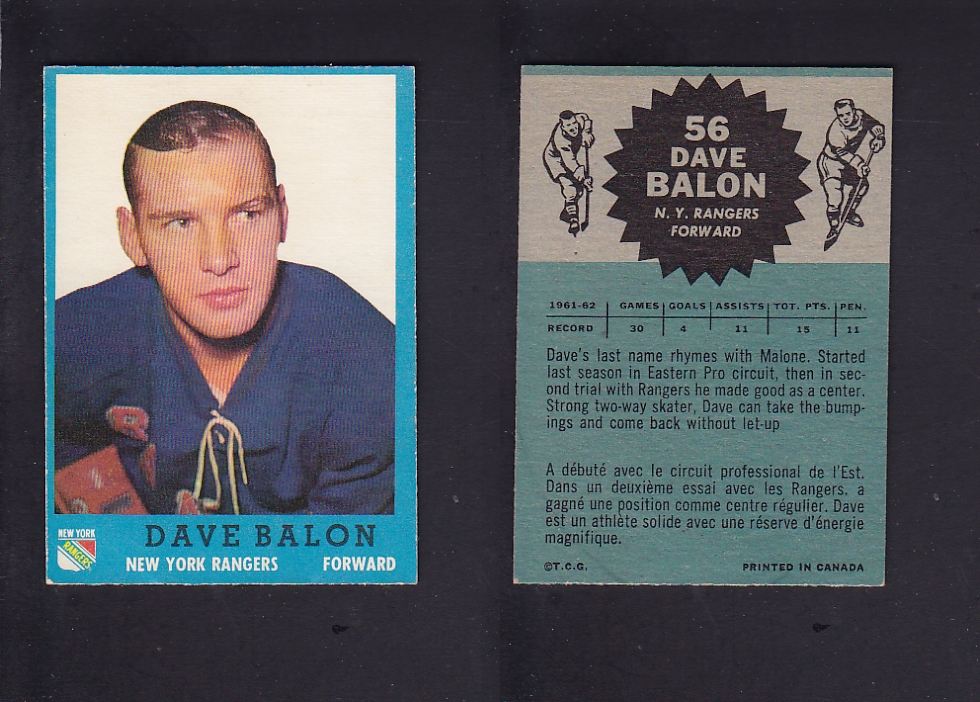 DAVE BALON
NEW YORK
RANGERS
NEW YORK RANGERS FORWARD
56
DAVE
BALON
N. Y. RANGERS
FORWARD
1961-62 GAMES GOALS ASSISTS TOT. PTS. PEN.
RECORD 30 4 11 15 11
Dave's last name rhymes with Malone. Started
last season in Eastern Pro circuit, then in sec-
ond trial with Rangers he made good as a center.
Strong two-way skater, Dave can take the bump-
ings and come back without let-up
A débuté avec le circuit professional de l'Est.
Dans un deuxième essai avec les Rangers. a
gagné une position comme centre régulier. Dave
est un athlète solide avec une réserve d'énergie
magnifique.
©T.C.G. PRINTED IN CANADA